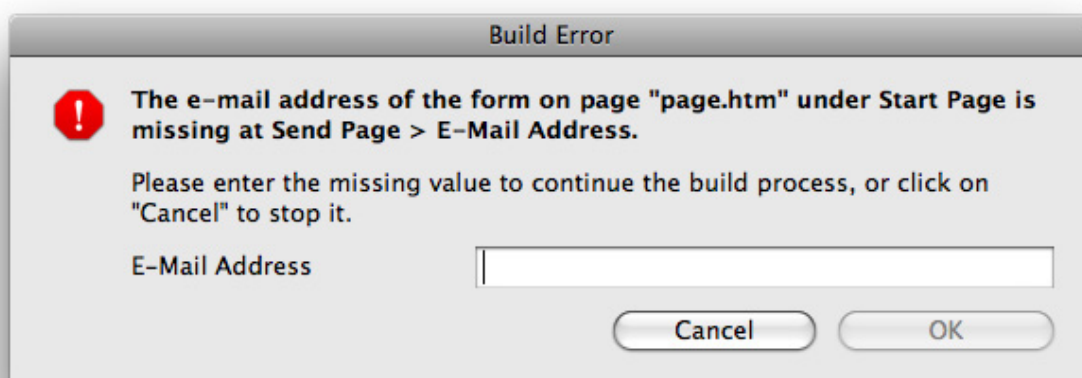 Build Error
The e-mail address of the form on page "page.htm" under Start Page is
missing at Send Page > E-Mail Address.
Please enter the missing value to continue the build process, or click on
"Cancel" to stop it.
E-Mail Address
Cancel OK